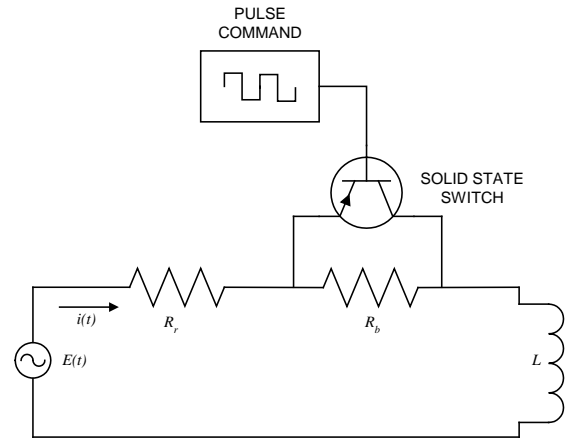 PULSE
COMMAND
SOLID STATE
SWITCH
i(t)
R_r
R_b
E(t)
L